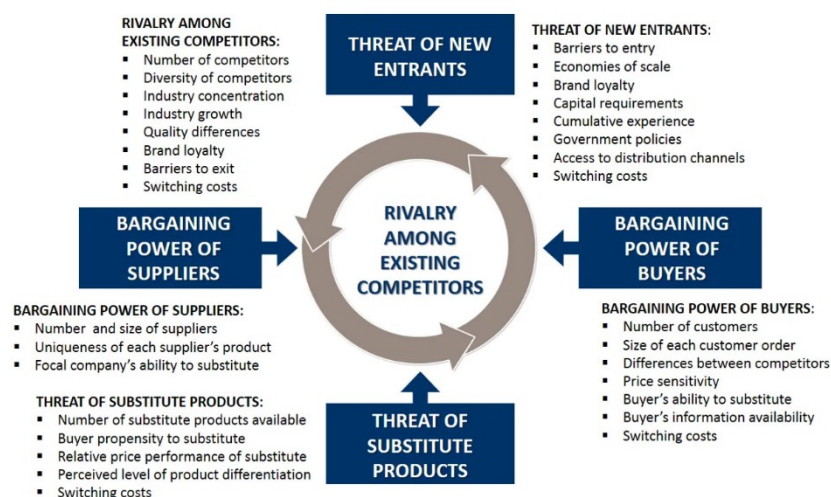 RIVALRY AMONG
EXISTING COMPETITORS:
▪ Number of competitors
▪ Diversity of competitors
▪ Industry concentration
▪ Industry growth
▪ Quality differences
▪ Brand loyalty
▪ Barriers to exit
▪ Switching costs
THREAT OF NEW
ENTRANTS
THREAT OF NEW ENTRANTS:
▪ Barriers to entry
▪ Economies of scale
▪ Brand loyalty
▪ Capital requirements
▪ Cumulative experience
▪ Government policies
▪ Access to distribution channels
▪ Switching costs
BARGAINING
POWER OF
SUPPLIERS
RIVALRY
AMONG
EXISTING
COMPETITORS
BARGAINING
POWER OF
BUYERS
BARGAINING POWER OF SUPPLIERS:
▪ Number and size of suppliers
▪ Uniqueness of each supplier's product
▪ Focal company's ability to substitute
BARGAINING POWER OF BUYERS:
▪ Number of customers
▪ Size of each customer order
▪ Differences between competitors
▪ Price sensitivity
▪ Buyer's ability to substitute
▪ Buyer's information availability
▪ Switching costs
THREAT OF SUBSTITUTE PRODUCTS:
▪ Number of substitute products available
▪ Buyer propensity to substitute
▪ Relative price performance of substitute
▪ Perceived level of product differentiation
▪ Switching costs
THREAT OF
SUBSTITUTE
PRODUCTS